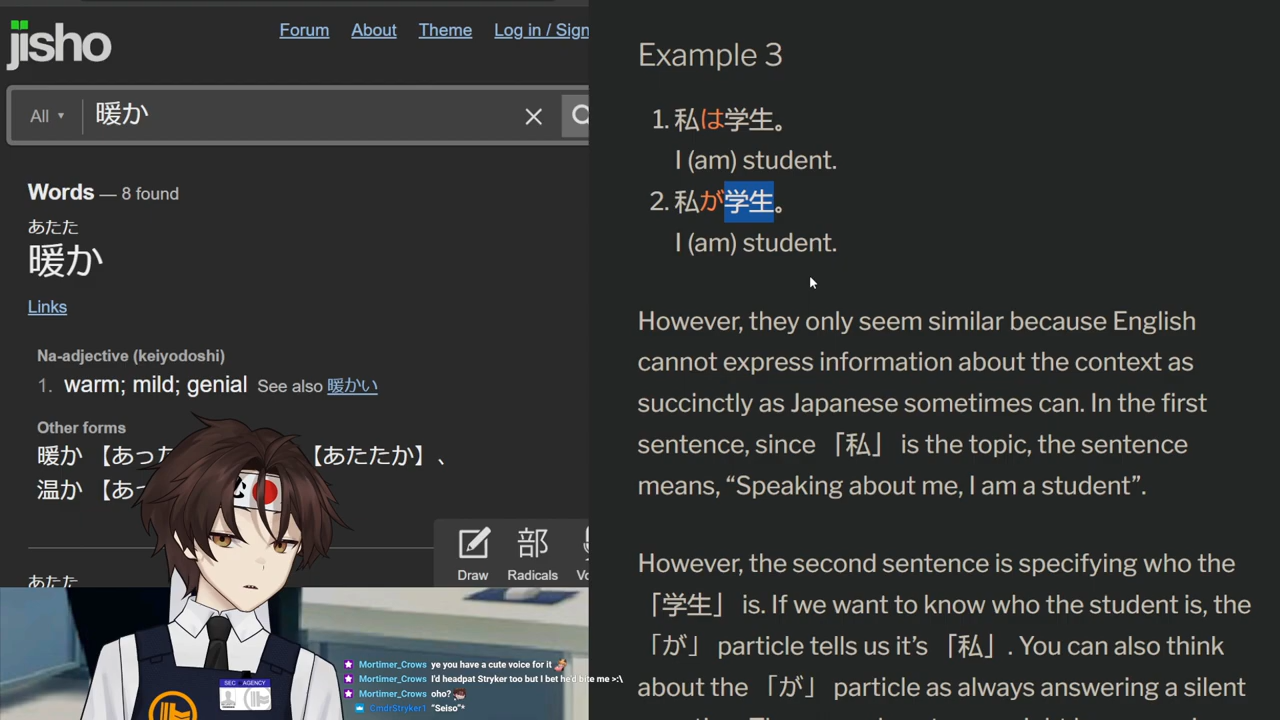 jisho
Forum About Theme Log in / Sign
All ▾ 暖か
Words — 8 found
あたた
暖か
Links
Na-adjective (keiyodoshi)
1. warm; mild; genial See also 暖かい
Other forms
暖か 【あった 【あたたか】、
温か 【あっ
あたた
Draw Radicals
SEC AGENCY
Mortimer_Crows ye you have a cute voice for it
Mortimer_Crows I'd headpat Stryker too but I bet he'd bite me >:\
Mortimer_Crows oho?
CmdrStryker1 "Seiso"*
Example 3
1. 私は学生。
I (am) student.
2. 私が学生。
I (am) student.
However, they only seem similar because English
cannot express information about the context as
succinctly as Japanese sometimes can. In the first
sentence, since 「私」 is the topic, the sentence
means, “Speaking about me, I am a student”.
However, the second sentence is specifying who the
「学生」 is. If we want to know who the student is, the
「が」 particle tells us it’s 「私」. You can also think
about the 「が」 particle as always answering a silent